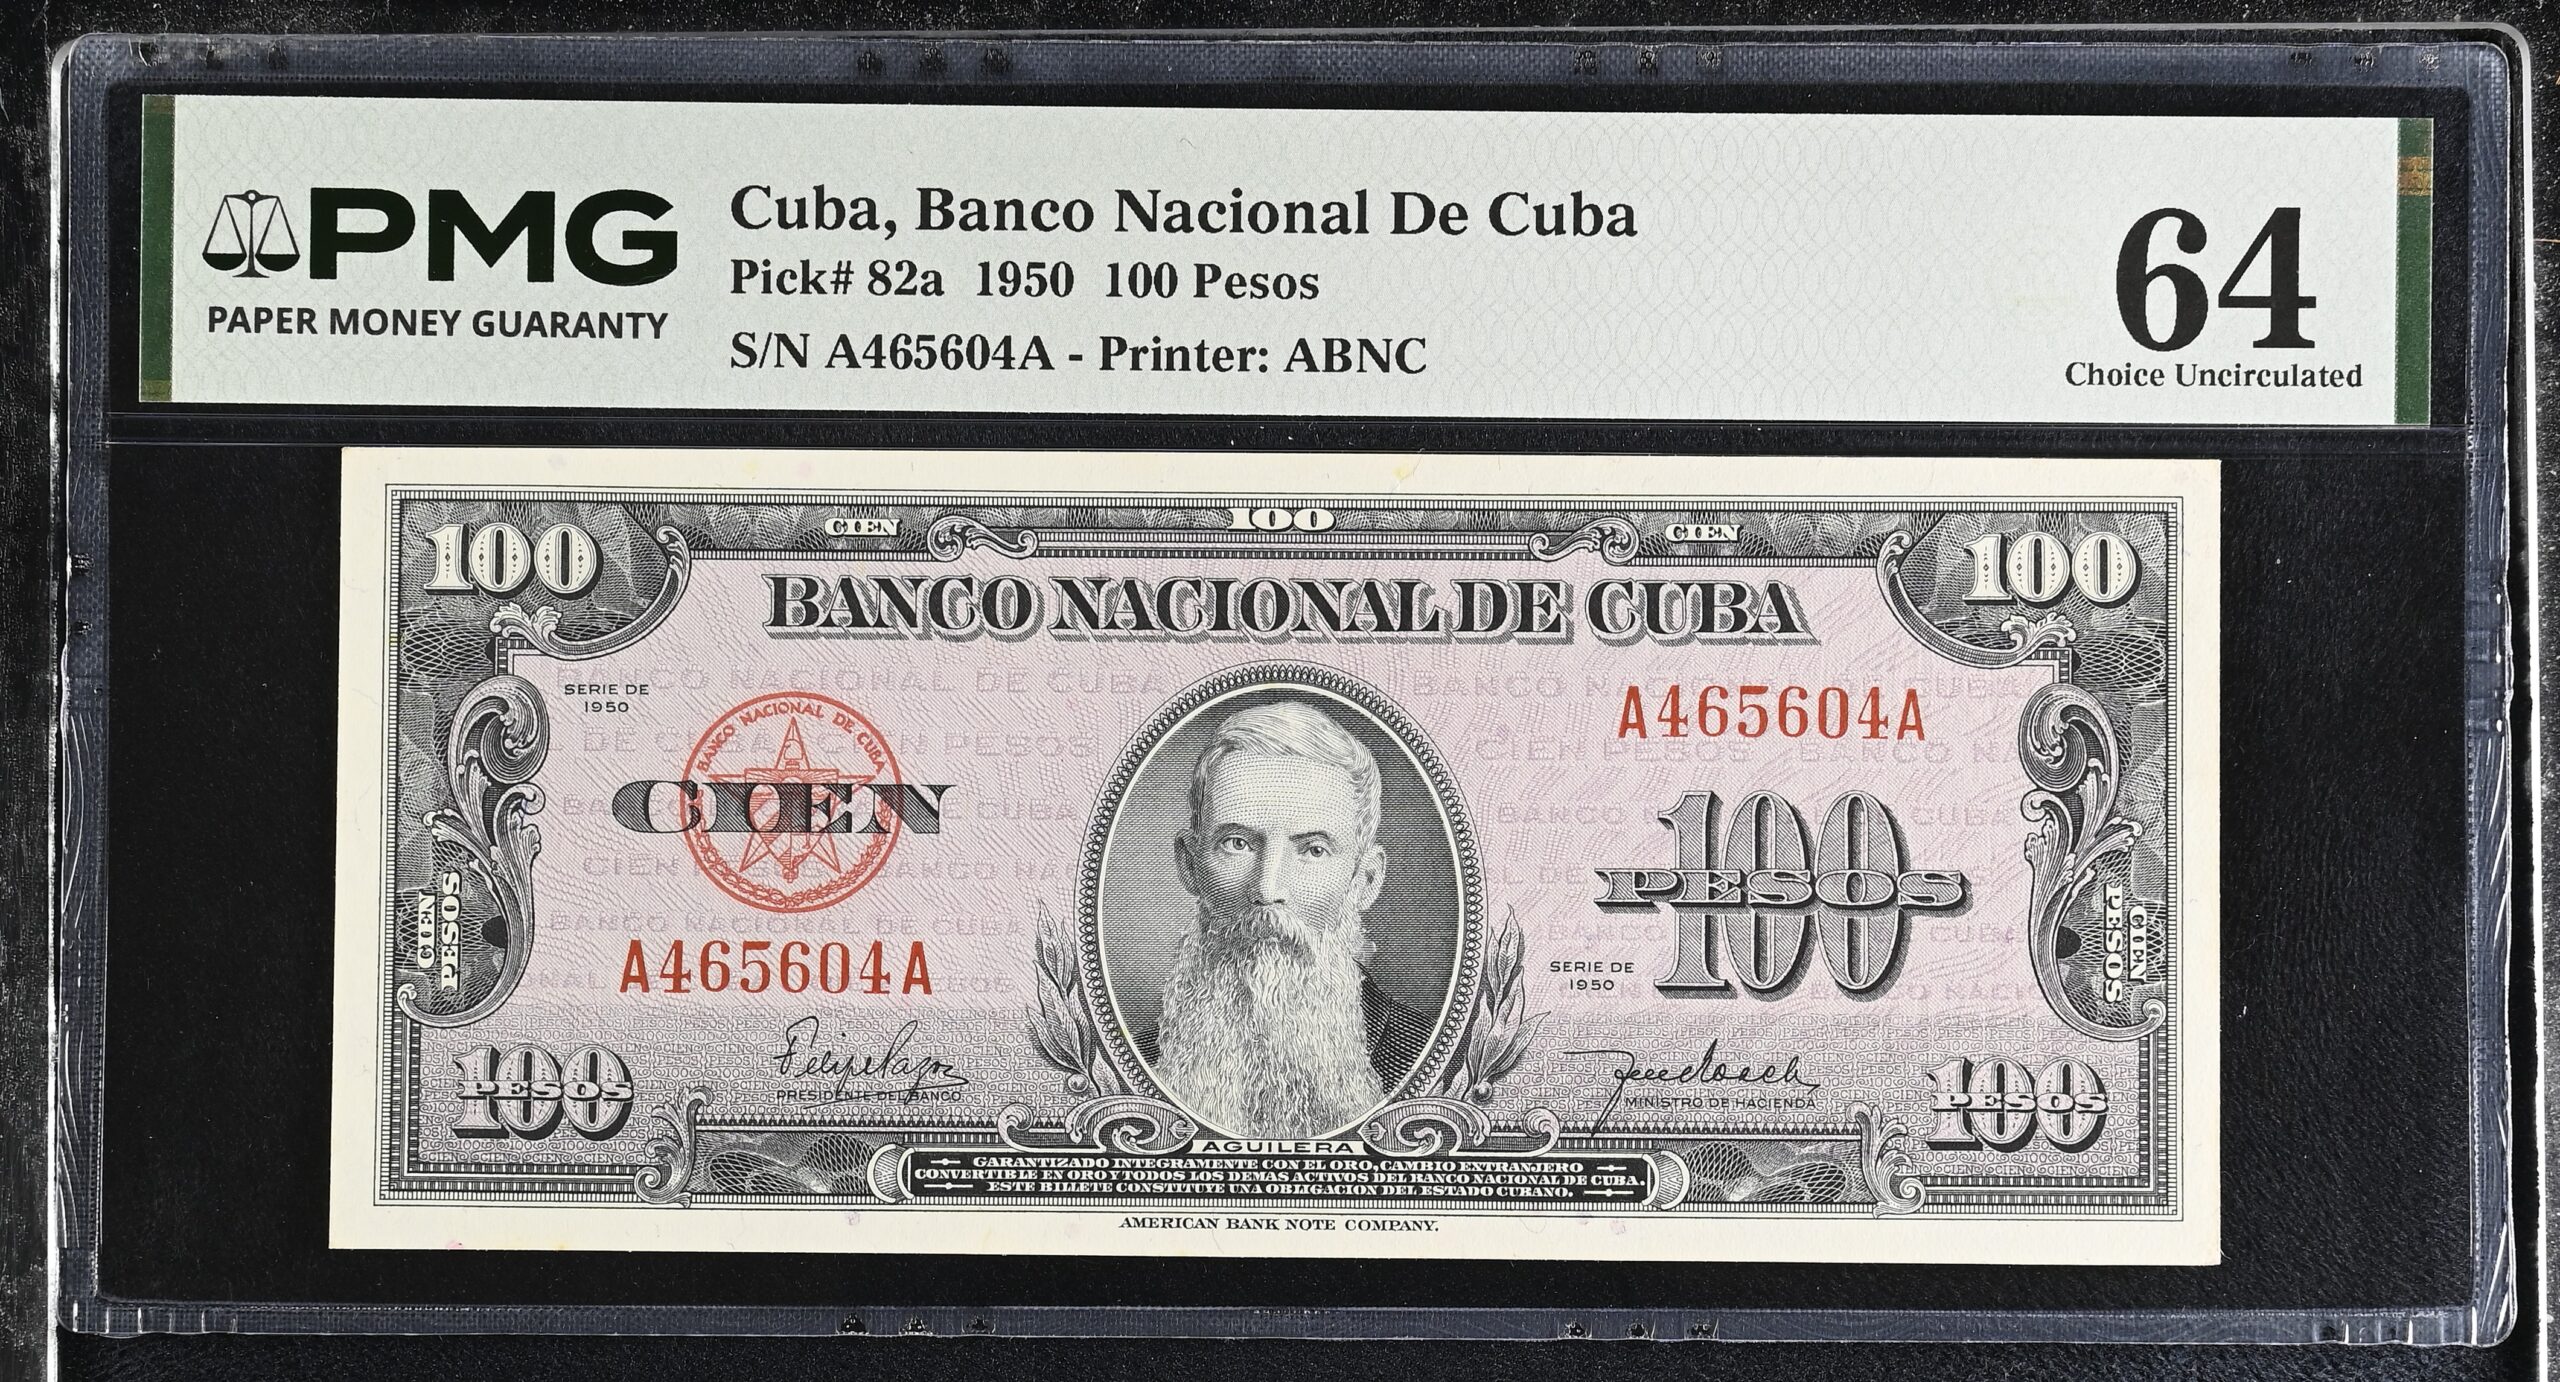 PMG
PAPER MONEY GUARANTY
Cuba, Banco Nacional De Cuba
Pick# 82a 1950 100 Pesos
S/N A465604A - Printer: ABNC
64
Choice Uncirculated
100
CIEN
100
CIEN
100
BANCO NACIONAL DE CUBA
SERIE DE
1950
BANCO NACIONAL DE CUBA
CIEN
A465604A
A465604A
100
PESOS
SERIE DE
1950
CIEN
PESOS
CIEN
PESOS
100
PESOS
Felipe Pazos
PRESIDENTE DEL BANCO
MINISTRO DE HACIENDA
100
PESOS
AGUILERA
GARANTIZADO INTEGRAMENTE CON EL ORO, CAMBIO EXTRANJERO
CONVERTIBLE EN ORO Y TODOS LOS DEMAS ACTIVOS DEL BANCO NACIONAL DE CUBA.
ESTE BILLETE CONSTITUYE UNA OBLIGACION DEL ESTADO CUBANO.
AMERICAN BANK NOTE COMPANY.